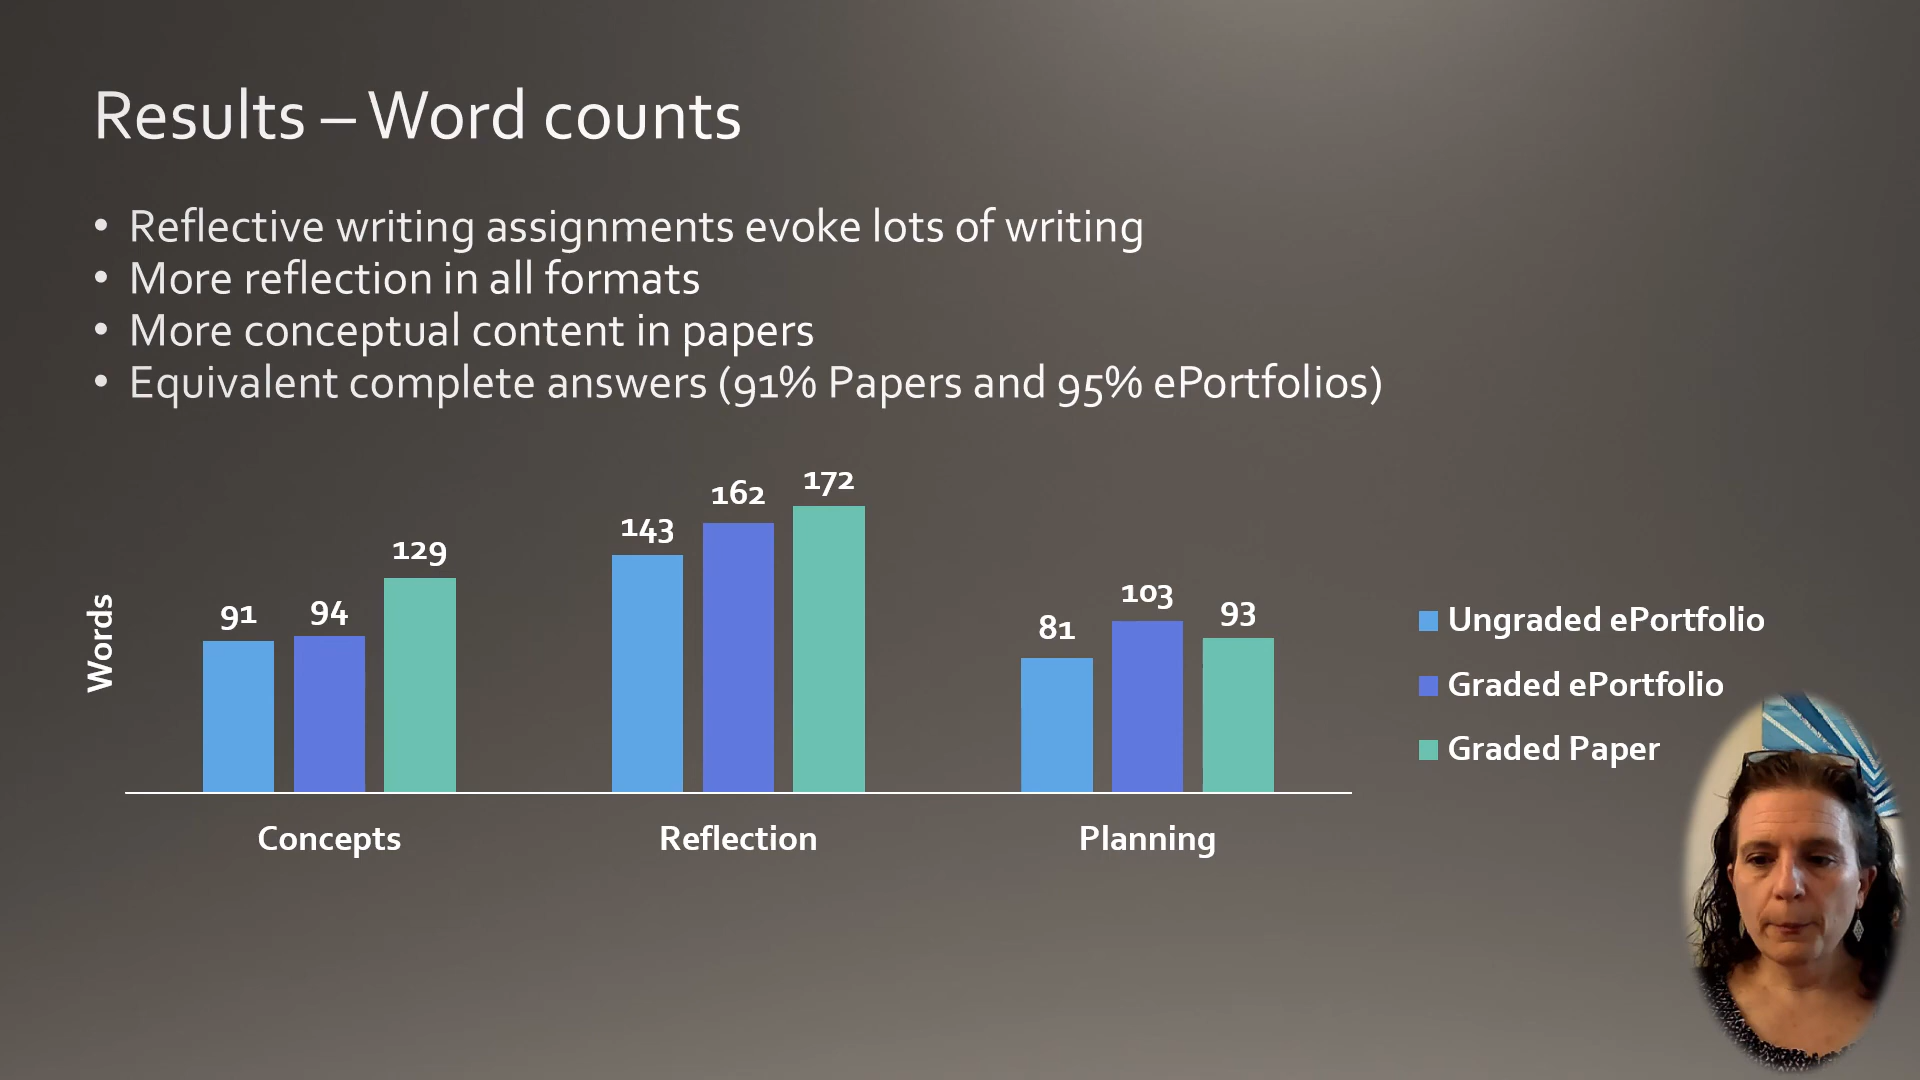 Results – Word counts
• Reflective writing assignments evoke lots of writing
• More reflection in all formats
• More conceptual content in papers
• Equivalent complete answers (91% Papers and 95% ePortfolios)
Words
91
94
129
143
162
172
81
103
93
Concepts
Reflection
Planning
Ungraded ePortfolio
Graded ePortfolio
Graded Paper